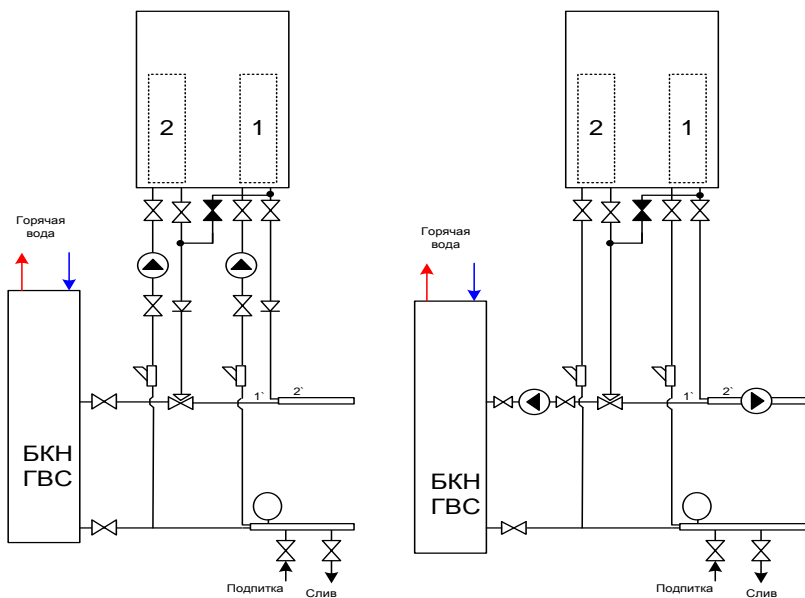 2 1
Горячая
вода
1` 2`
БКН
ГВС
Подпитка Слив
2 1
Горячая
вода
1` 2`
БКН
ГВС
Подпитка Слив